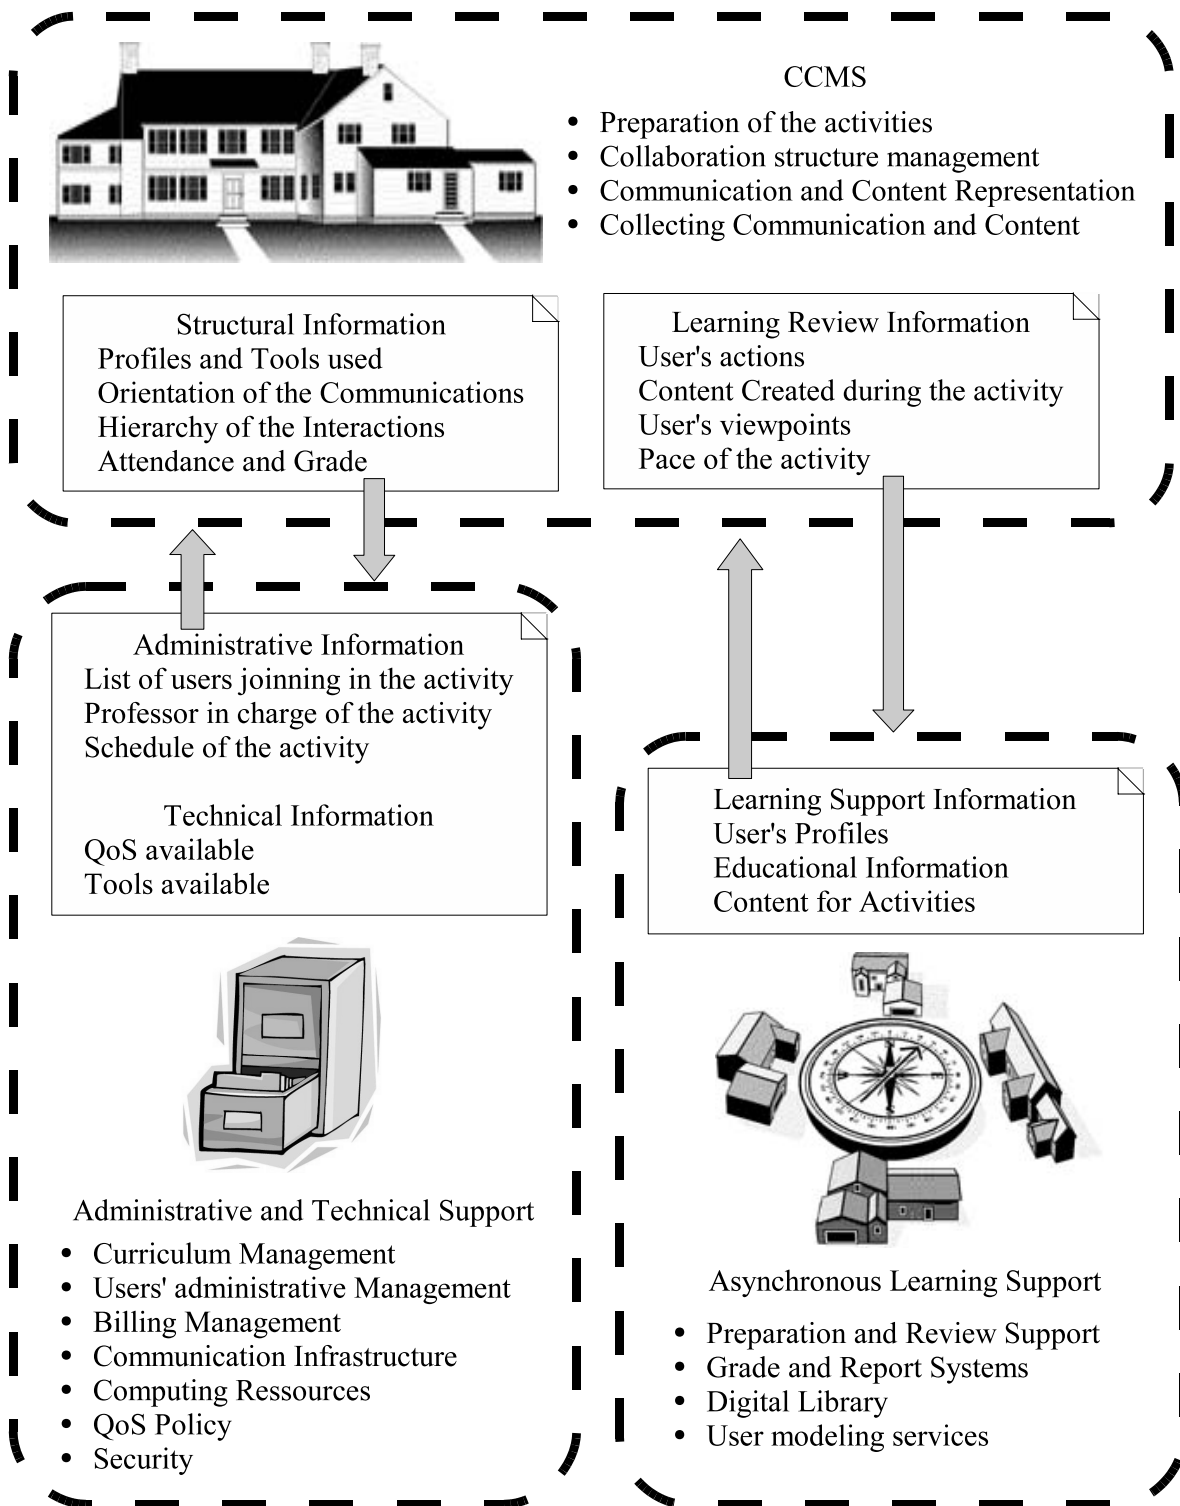 CCMS
• Preparation of the activities
• Collaboration structure management
• Communication and Content Representation
• Collecting Communication and Content
Structural Information
Profiles and Tools used
Orientation of the Communications
Hierarchy of the Interactions
Attendance and Grade
Learning Review Information
User's actions
Content Created during the activity
User's viewpoints
Pace of the activity
Administrative Information
List of users joinning in the activity
Professor in charge of the activity
Schedule of the activity
Technical Information
QoS available
Tools available
Learning Support Information
User's Profiles
Educational Information
Content for Activities
Administrative and Technical Support
• Curriculum Management
• Users' administrative Management
• Billing Management
• Communication Infrastructure
• Computing Ressources
• QoS Policy
• Security
Asynchronous Learning Support
• Preparation and Review Support
• Grade and Report Systems
• Digital Library
• User modeling services